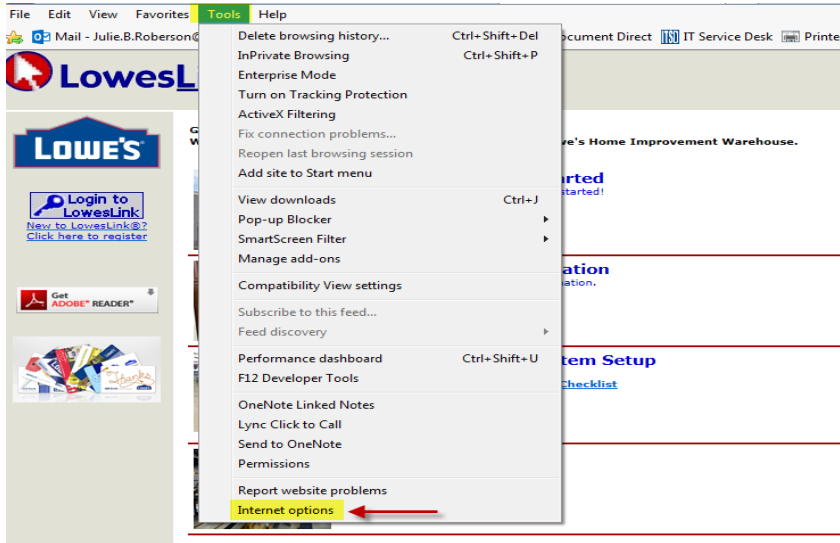 File Edit View Favorites Tools Help
Mail - Julie.B.Roberson
Document Direct IT Service Desk Printe
LowesL
Lowe's
Login to
LowesLink
New to LowesLink®?
Click here to register
Get
ADOBE® READER®
Thanks
Delete browsing history... Ctrl+Shift+Del
InPrivate Browsing Ctrl+Shift+P
Enterprise Mode
Turn on Tracking Protection
ActiveX Filtering
Fix connection problems...
Reopen last browsing session
Add site to Start menu
View downloads Ctrl+J
Pop-up Blocker
SmartScreen Filter
Manage add-ons
Compatibility View settings
Subscribe to this feed...
Feed discovery
Performance dashboard Ctrl+Shift+U
F12 Developer Tools
OneNote Linked Notes
Lync Click to Call
Send to OneNote
Permissions
Report website problems
Internet options
G
W
e's Home Improvement Warehouse.
rted
started!
ation
ation.
tem Setup
Checklist